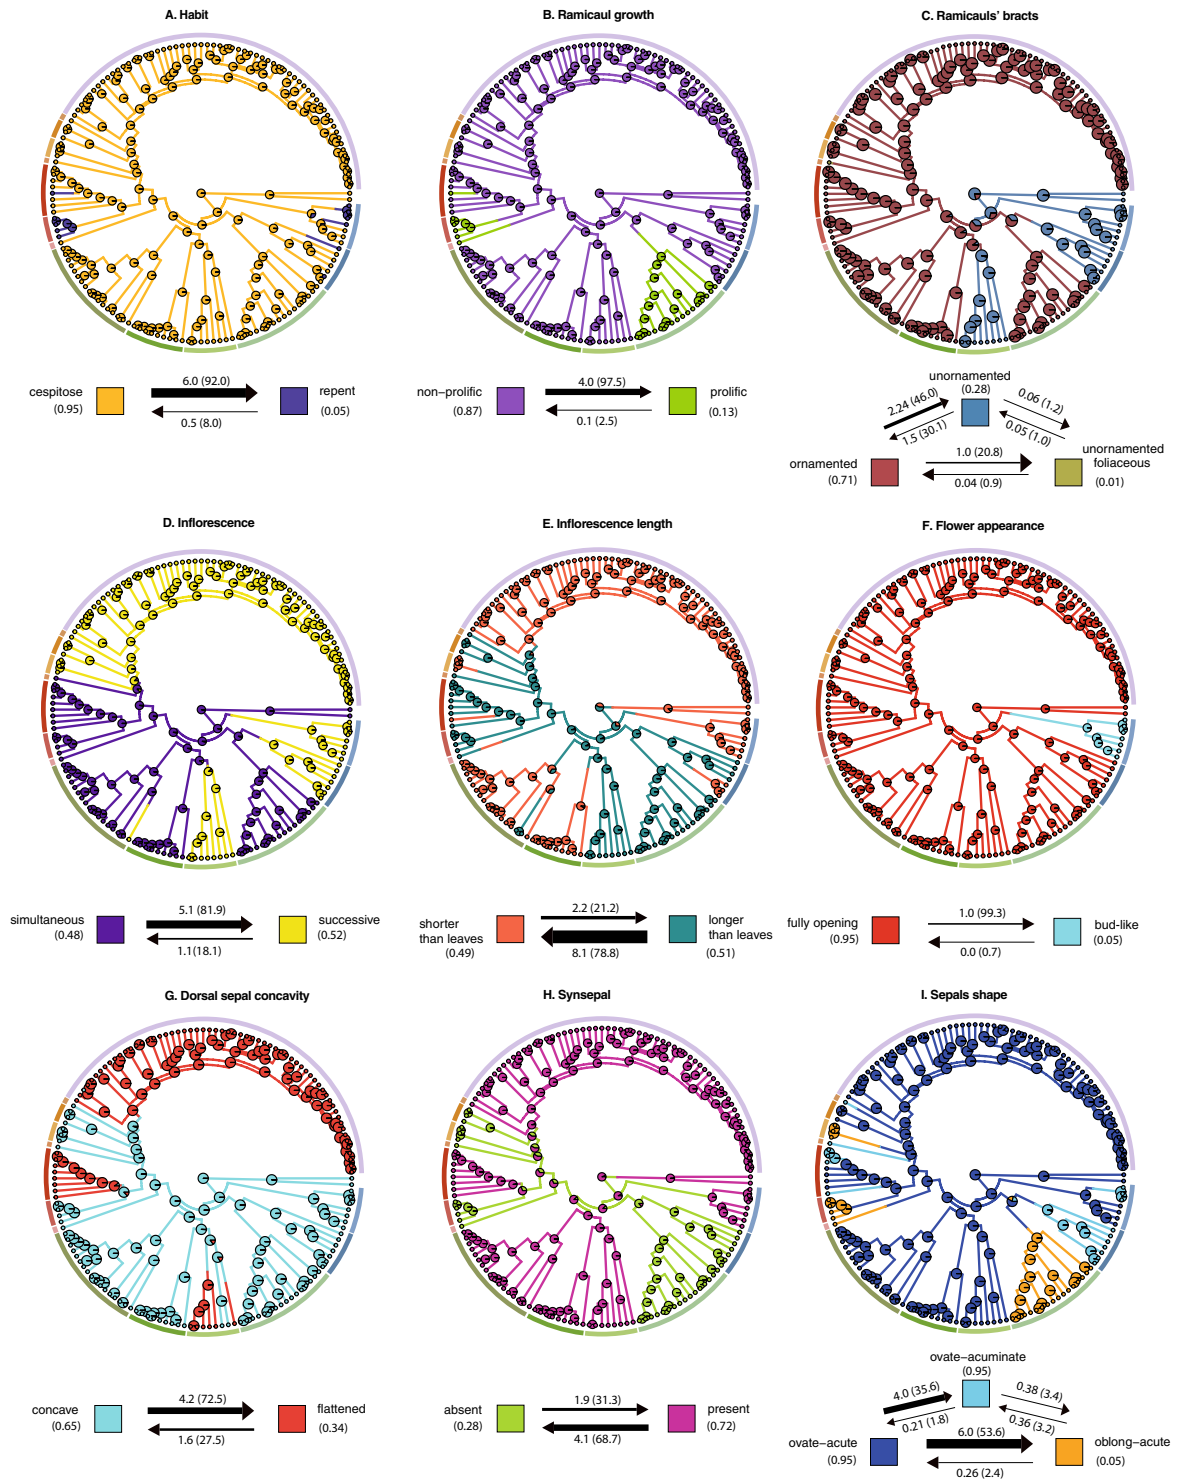 A. Habit
B. Ramicaul growth
C. Ramicauls’ bracts
cespitose
(0.95)
6.0 (92.0)
0.5 (8.0)
repent
(0.05)
non−prolific
(0.87)
4.0 (97.5)
0.1 (2.5)
prolific
(0.13)
unornamented
(0.28)
2.24 (46.0)
1.5 (30.1)
0.06 (1.2)
0.05 (1.0)
ornamented
(0.71)
1.0 (20.8)
0.04 (0.9)
unornamented
foliaceous
(0.01)
D. Inflorescence
E. Inflorescence length
F. Flower appearance
simultaneous
(0.48)
5.1 (81.9)
1.1(18.1)
successive
(0.52)
shorter
than leaves
(0.49)
2.2 (21.2)
8.1 (78.8)
longer
than leaves
(0.51)
fully opening
(0.95)
1.0 (99.3)
0.0 (0.7)
bud-like
(0.05)
G. Dorsal sepal concavity
H. Synsepal
I. Sepals shape
concave
(0.65)
4.2 (72.5)
1.6 (27.5)
flattened
(0.34)
absent
(0.28)
1.9 (31.3)
4.1 (68.7)
present
(0.72)
ovate−acuminate
(0.95)
4.0 (35.6)
0.21 (1.8)
0.38 (3.4)
0.36 (3.2)
ovate−acute
(0.95)
6.0 (53.6)
0.26 (2.4)
oblong−acute
(0.05)